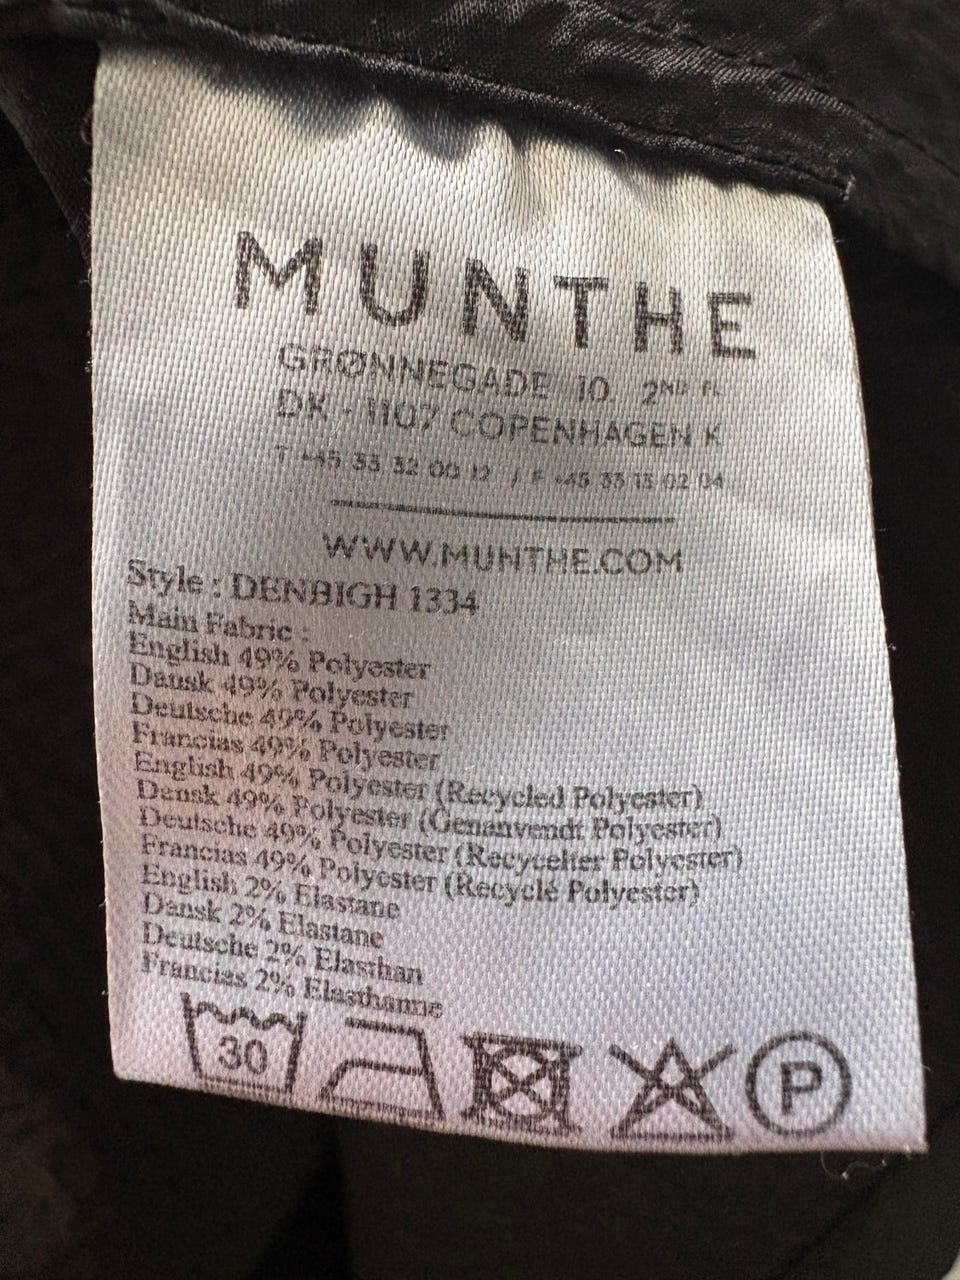 MUNTHE
GRØNNEGADE 10 2ND FL
DK - 1107 COPENHAGEN K
T +45 33 32 00 12 / F +45 33 13 02 04
WWW.MUNTHE.COM
Style : DENBIGH 1334
Main Fabric :
English 49% Polyester
Dansk 49% Polyester
Deutsche 49% Polyester
Francias 49% Polyester
English 49% Polyester (Recycled Polyester)
Dansk 49% Polyester (Genanvendt Polyester)
Deutsche 49% Polyester (Recycelter Polyester)
Francias 49% Polyester (Recyclé Polyester)
English 2% Elastane
Dansk 2% Elastane
Deutsche 2% Elasthan
Francias 2% Elasthanne
30 P